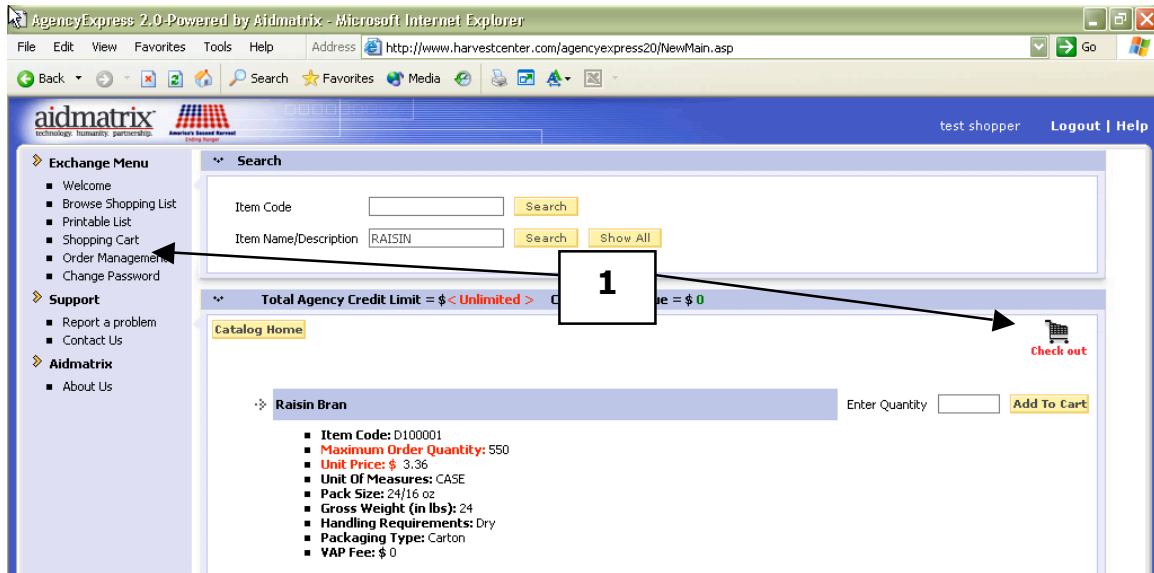 AgencyExpress 2.0-Powered by Aidmatrix - Microsoft Internet Explorer
File Edit View Favorites Tools Help Address http://www.harvestcenter.com/agencyexpress20/NewMain.asp Go
Back Search Favorites Media
aidmatrix
technology. humanity. partnership.
America's Second Harvest
Ending Hunger
test shopper Logout | Help
Exchange Menu
Welcome
Browse Shopping List
Printable List
Shopping Cart
Order Management
Change Password
Support
Report a problem
Contact Us
Aidmatrix
About Us
Search
Item Code Search
Item Name/Description RAISIN Search Show All
1
Total Agency Credit Limit = $< Unlimited > C ue = $ 0
Catalog Home
Check out
Raisin Bran Enter Quantity Add To Cart
Item Code: D100001
Maximum Order Quantity: 550
Unit Price: $ 3.36
Unit Of Measures: CASE
Pack Size: 24/16 oz
Gross Weight (in lbs): 24
Handling Requirements: Dry
Packaging Type: Carton
VAP Fee: $ 0